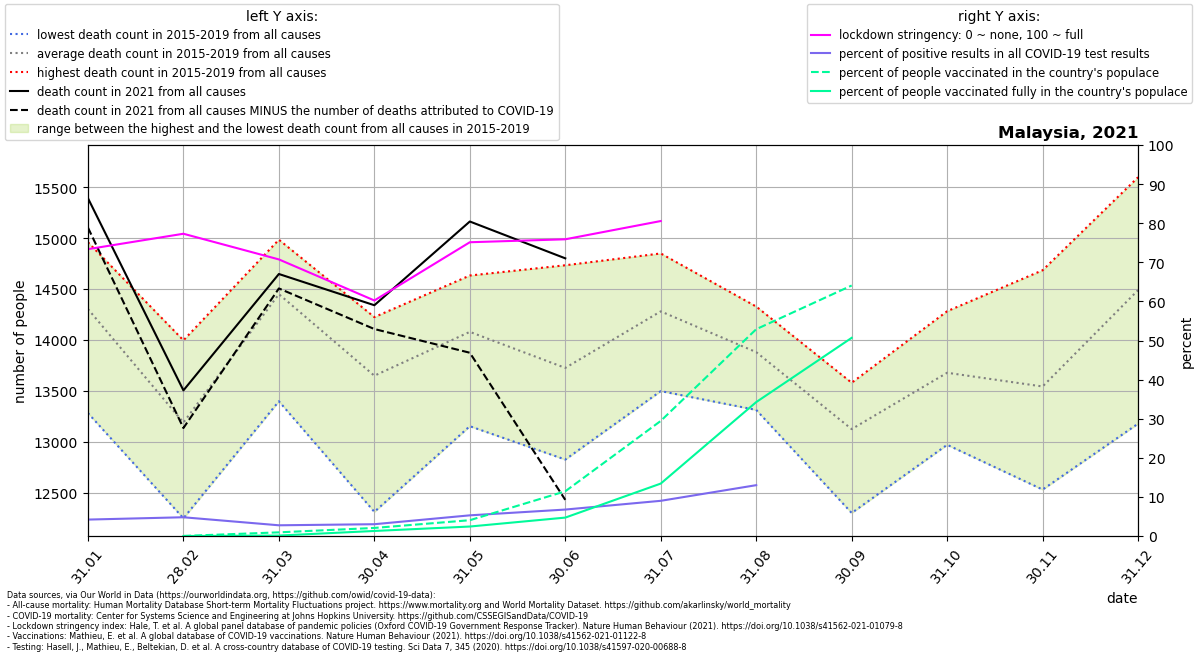 left Y axis:
lowest death count in 2015-2019 from all causes
average death count in 2015-2019 from all causes
highest death count in 2015-2019 from all causes
death count in 2021 from all causes
death count in 2021 from all causes MINUS the number of deaths attributed to COVID-19
range between the highest and the lowest death count from all causes in 2015-2019
right Y axis:
lockdown stringency: 0 ~ none, 100 ~ full
percent of positive results in all COVID-19 test results
percent of people vaccinated in the country's populace
percent of people vaccinated fully in the country's populace
Malaysia, 2021
number of people
15500
15000
14500
14000
13500
13000
12500
100
90
80
70
60
50
40
30
20
10
0
percent
31.01
28.02
31.03
30.04
31.05
30.06
31.07
31.08
30.09
31.10
30.11
31.12
date
Data sources, via Our World in Data (https://ourworldindata.org, https://github.com/owid/covid-19-data):
- All-cause mortality: Human Mortality Database Short-term Mortality Fluctuations project. https://www.mortality.org and World Mortality Dataset. https://github.com/akarlinsky/world_mortality
- COVID-19 mortality: Center for Systems Science and Engineering at Johns Hopkins University. https://github.com/CSSEGISandData/COVID-19
- Lockdown stringency index: Hale, T. et al. A global panel database of pandemic policies (Oxford COVID-19 Government Response Tracker). Nature Human Behaviour (2021). https://doi.org/10.1038/s41562-021-01079-8
- Vaccinations: Mathieu, E. et al. A global database of COVID-19 vaccinations. Nature Human Behaviour (2021). https://doi.org/10.1038/s41562-021-01122-8
- Testing: Hasell, J., Mathieu, E., Beltekian, D. et al. A cross-country database of COVID-19 testing. Sci Data 7, 345 (2020). https://doi.org/10.1038/s41597-020-00688-8